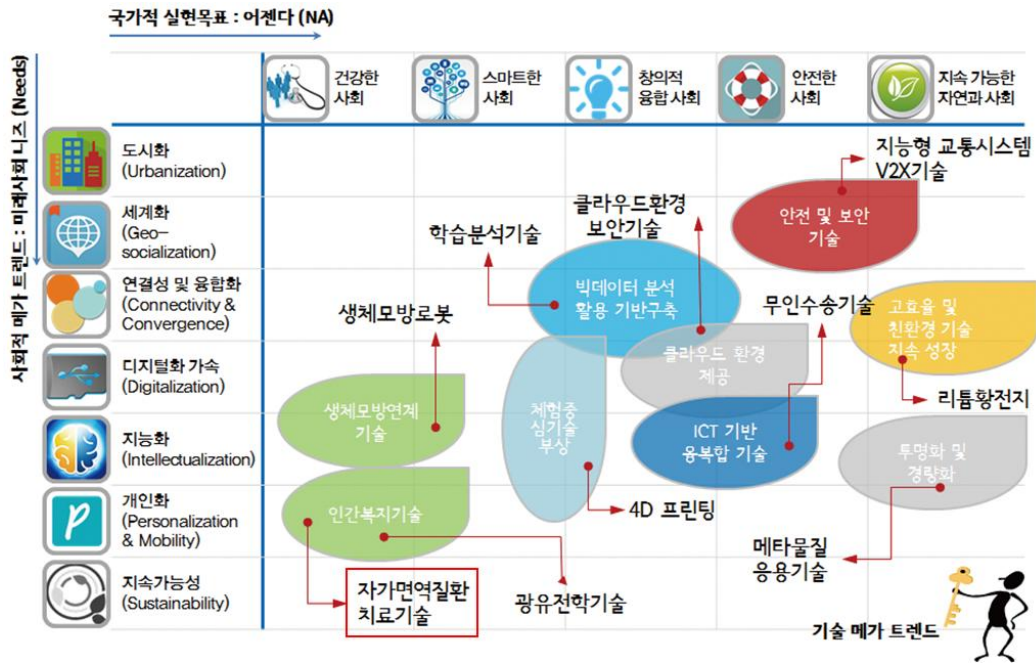 국가적 실현목표 : 어젠다 (NA)
사회적 메가 트렌드 : 미래사회 니즈 (Needs)
건강한
사회
스마트한
사회
창의적
융합 사회
안전한
사회
지속 가능한
자연과 사회
도시화
(Urbanization)
세계화
(Geo-
socialization)
연결성 및 융합화
(Connectivity &
Convergence)
디지털화 가속
(Digitalization)
지능화
(Intellectualization)
개인화
(Personalization
& Mobility)
지속가능성
(Sustainability)
지능형 교통시스템
V2X기술
안전 및 보안
기술
클라우드환경
보안기술
학습분석기술
빅데이터 분석
활용 기반구축
무인수송기술
고효율 및
친환경 기술
지속 성장
생체모방로봇
클라우드 환경
제공
리튬황전지
생체모방연계
기술
체험중
심기술
부상
ICT 기반
융복합 기술
투명화 및
경량화
4D 프린팅
인간복지기술
메타물질
응용기술
자가면역질환
치료기술
광유전학기술
기술 메가 트렌드